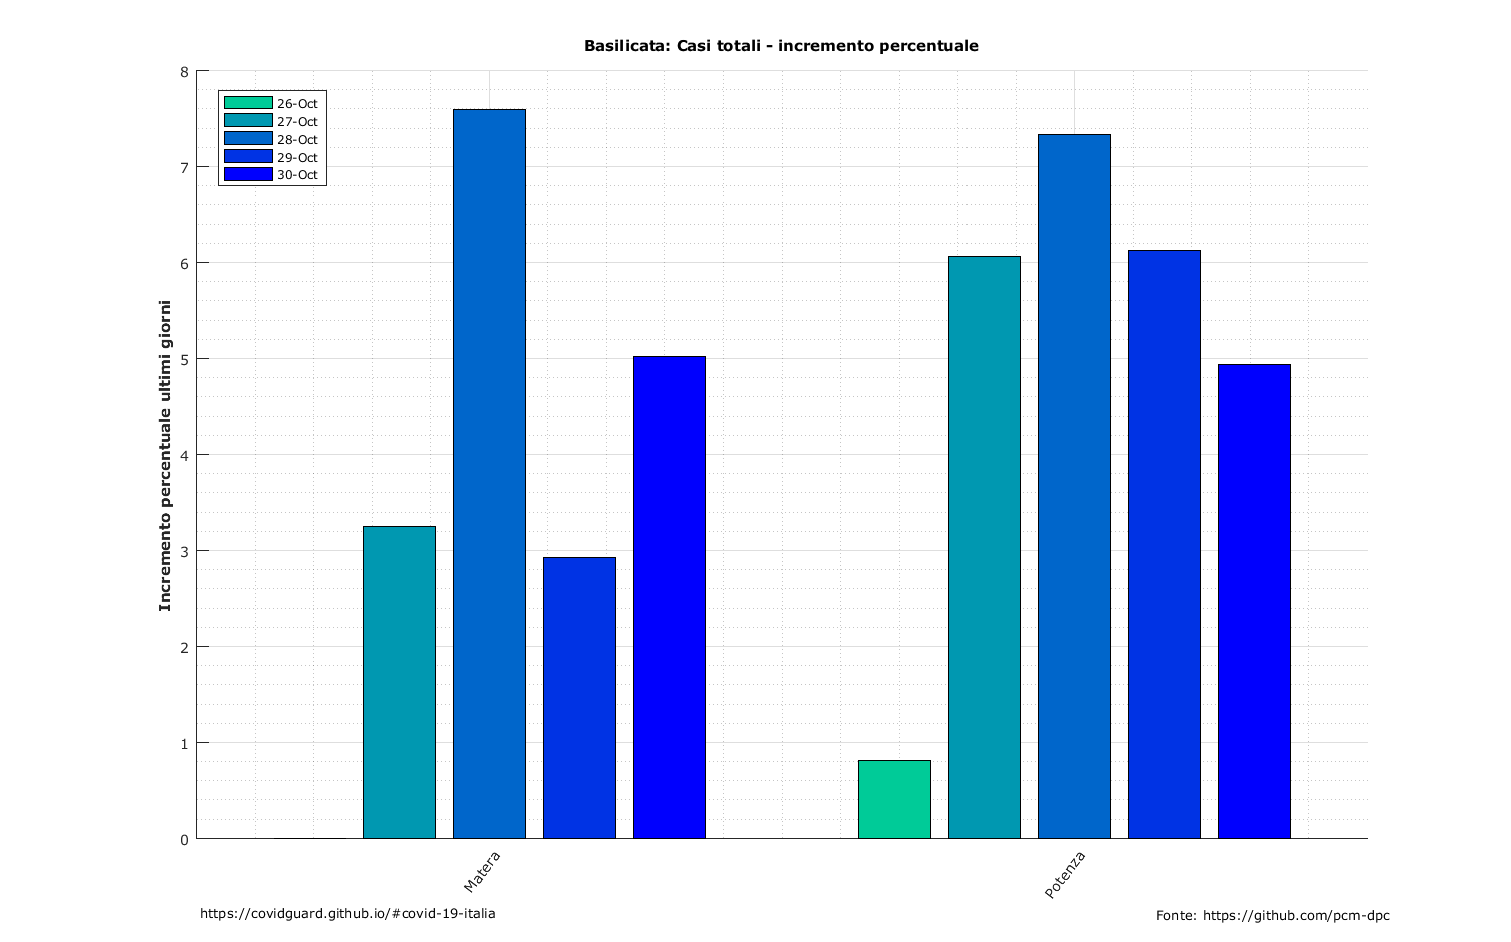 Basilicata: Casi totali - incremento percentuale
8
7
6
5
4
3
2
1
0
Incremento percentuale ultimi giorni
26-Oct
27-Oct
28-Oct
29-Oct
30-Oct
Matera
Potenza
https://covidguard.github.io/#covid-19-italia
Fonte: https://github.com/pcm-dpc